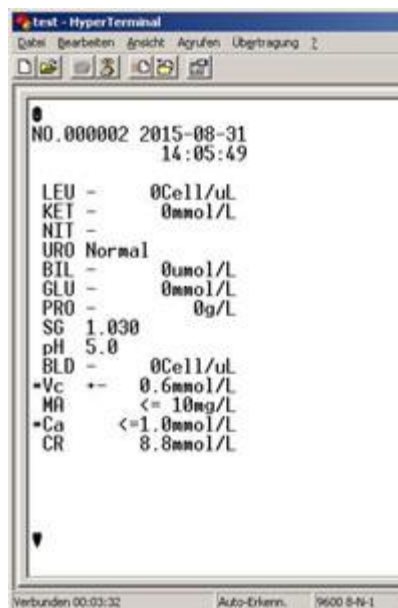 test - HyperTerminal
Datei Bearbeiten Ansicht Anrufen Übertragung ?
NO.000002 2015-08-31
14:05:49
LEU - 0Cell/uL
KET - 0mmol/L
NIT -
URO Normal
BIL - 0umol/L
GLU - 0mmol/L
PRO - 0g/L
SG 1.030
pH 5.0
BLD - 0Cell/uL
*Vc +- 0.6mmol/L
MA <= 10mg/L
*Ca <=1.0mmol/L
CR 8.8mmol/L
Verbunden 00:03:32 Auto-Erkenn. 9600 8-N-1